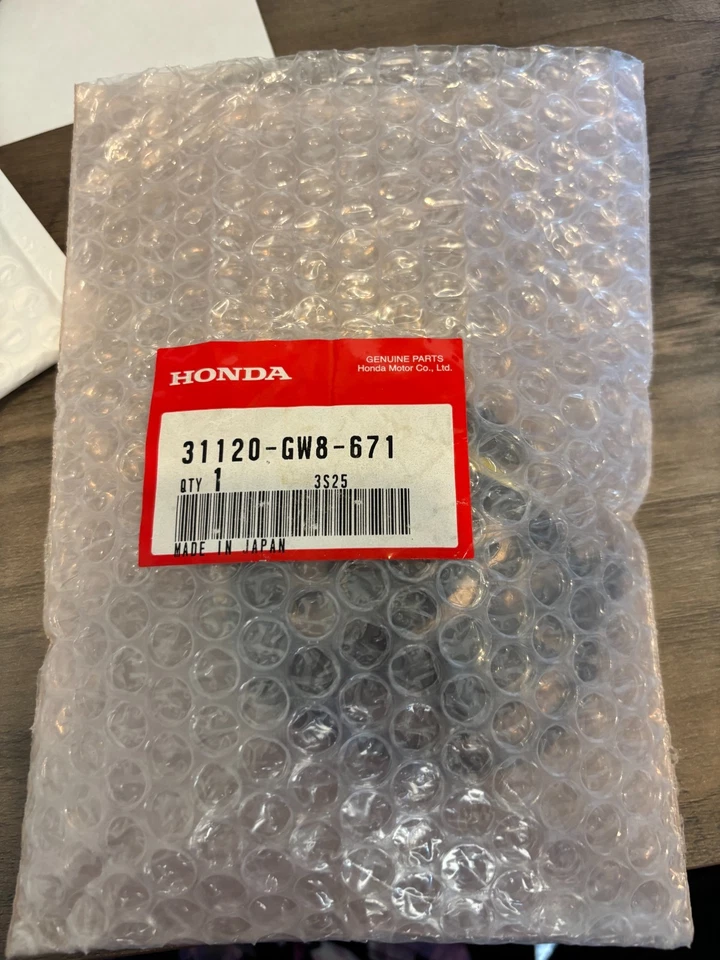 HONDA
GENUINE PARTS
Honda Motor Co., Ltd.
31120-GW8-671
QTY 1 3S25
MADE IN JAPAN